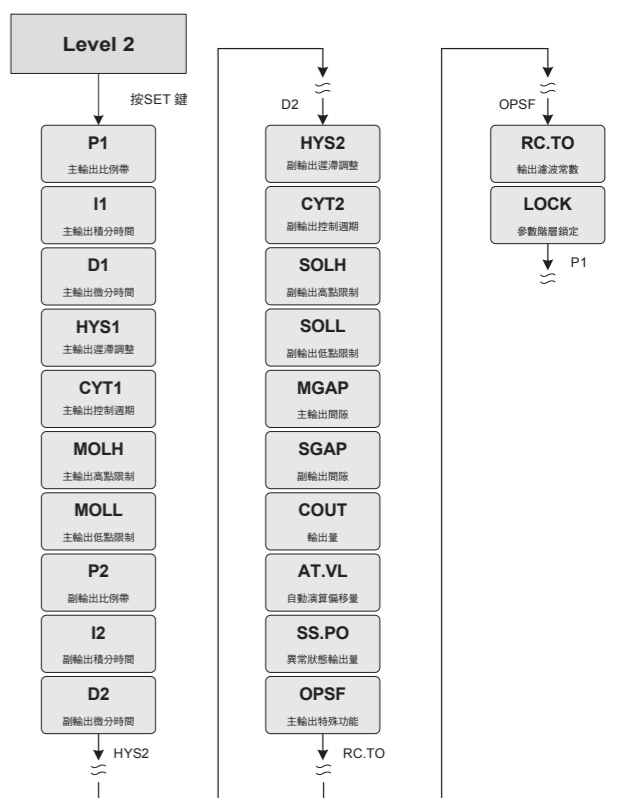 Level 2
按SET 鍵
P1
主輸出比例帶
I1
主輸出積分時間
D1
主輸出微分時間
HYS1
主輸出遲滯調整
CYT1
主輸出控制週期
MOLH
主輸出高點限制
MOLL
主輸出低點限制
P2
副輸出比例帶
I2
副輸出積分時間
D2
副輸出微分時間
HYS2
D2
HYS2
副輸出遲滯調整
CYT2
副輸出控制週期
SOLH
副輸出高點限制
SOLL
副輸出低點限制
MGAP
主輸出間隙
SGAP
副輸出間隙
COUT
輸出量
AT.VL
自動演算偏移量
SS.PO
異常狀態輸出量
OPSF
主輸出特殊功能
RC.TO
OPSF
RC.TO
輸出濾波常數
LOCK
參數階層鎖定
P1